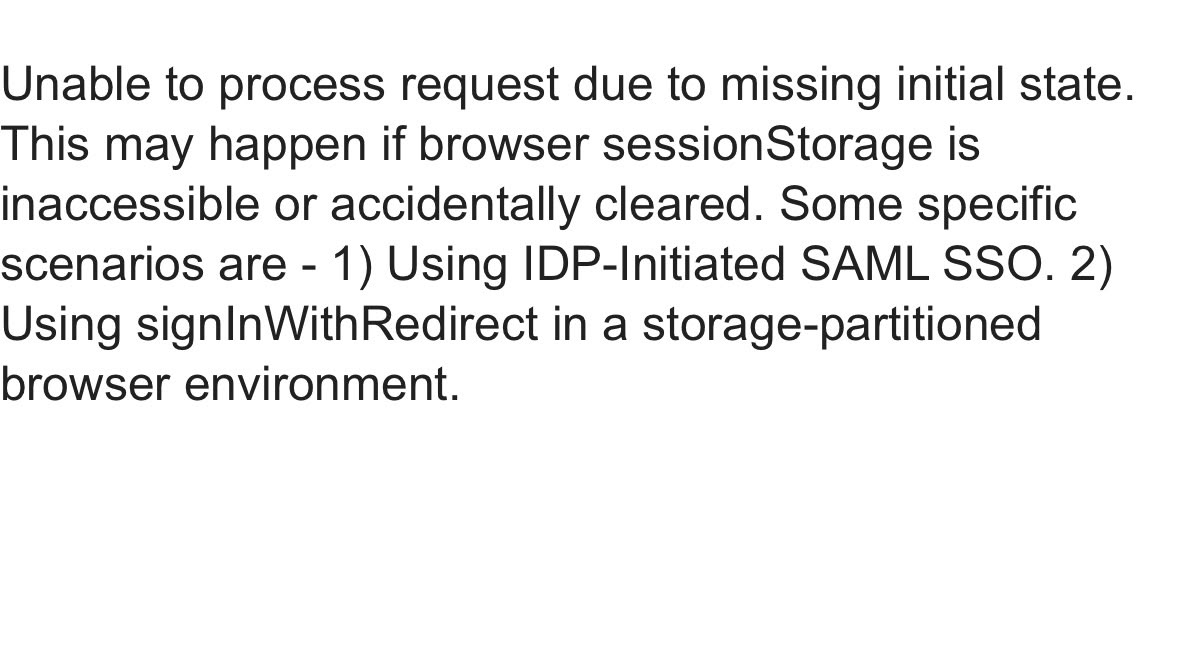 Unable to process request due to missing initial state.
This may happen if browser sessionStorage is
inaccessible or accidentally cleared. Some specific
scenarios are - 1) Using IDP-Initiated SAML SSO. 2)
Using signInWithRedirect in a storage-partitioned
browser environment.